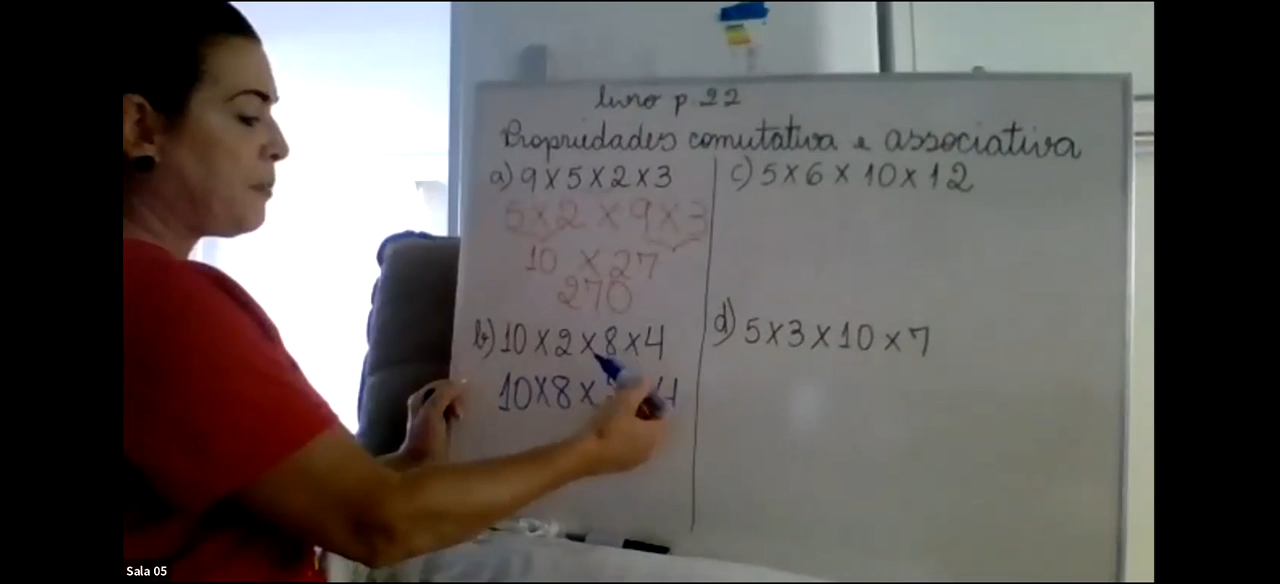 livro p. 22
Propriedades comutativa e associativa
a) 9 x 5 x 2 x 3
5 x 2 x 9 x 3
10 x 27
270
b) 10 x 2 x 8 x 4
10 x 8 x 4
c) 5 x 6 x 10 x 12
d) 5 x 3 x 10 x 7
Sala 05